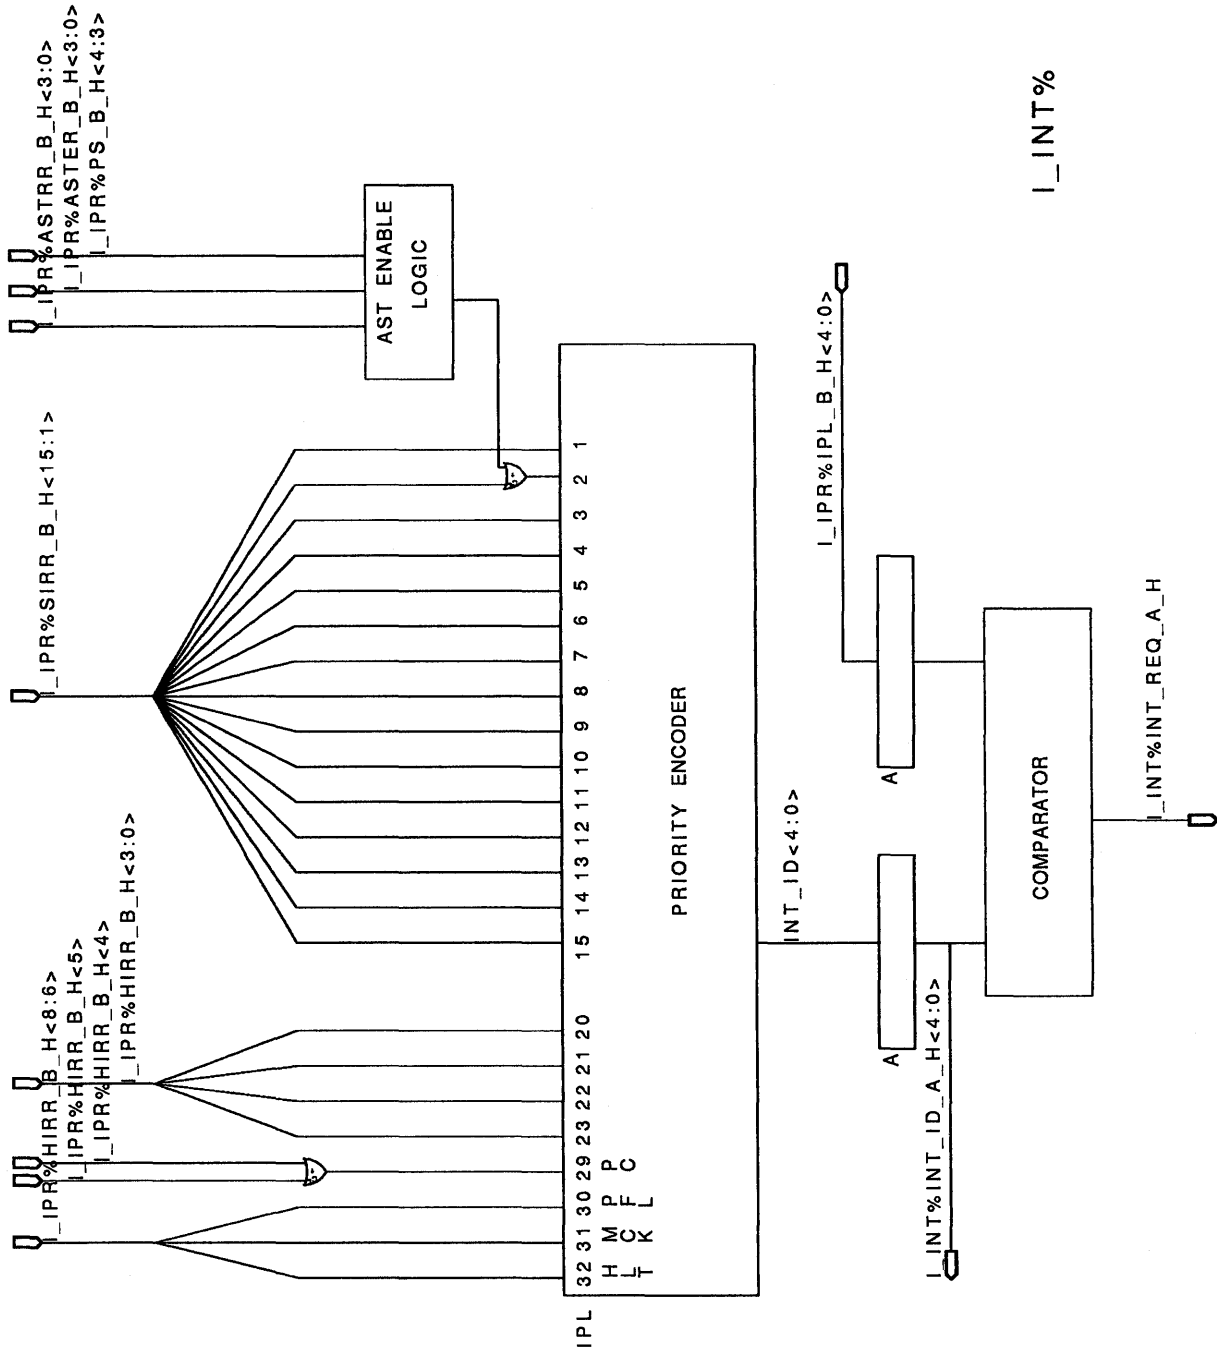 I_IPR%HIRR_B_H<8:6>
I_IPR%HIRR_B_H<5>
I_IPR%HIRR_B_H<4>
I_IPR%HIRR_B_H<3:0>
I_IPR%SIRR_B_H<15:1>
I_IPR%ASTRR_B_H<3:0>
I_IPR%ASTER_B_H<3:0>
I_IPR%PS_B_H<4:3>
AST ENABLE
LOGIC
IPL 32 31 30 29 23 22 21 20 15 14 13 12 11 10 9 8 7 6 5 4 3 2 1
H M P P
L C F C
T K L
PRIORITY ENCODER
INT_ID<4:0>
I_IPR%IPL_B_H<4:0>
A
A
I_INT%INT_ID_A_H<4:0>
COMPARATOR
I_INT%INT_REQ_A_H
I_INT%